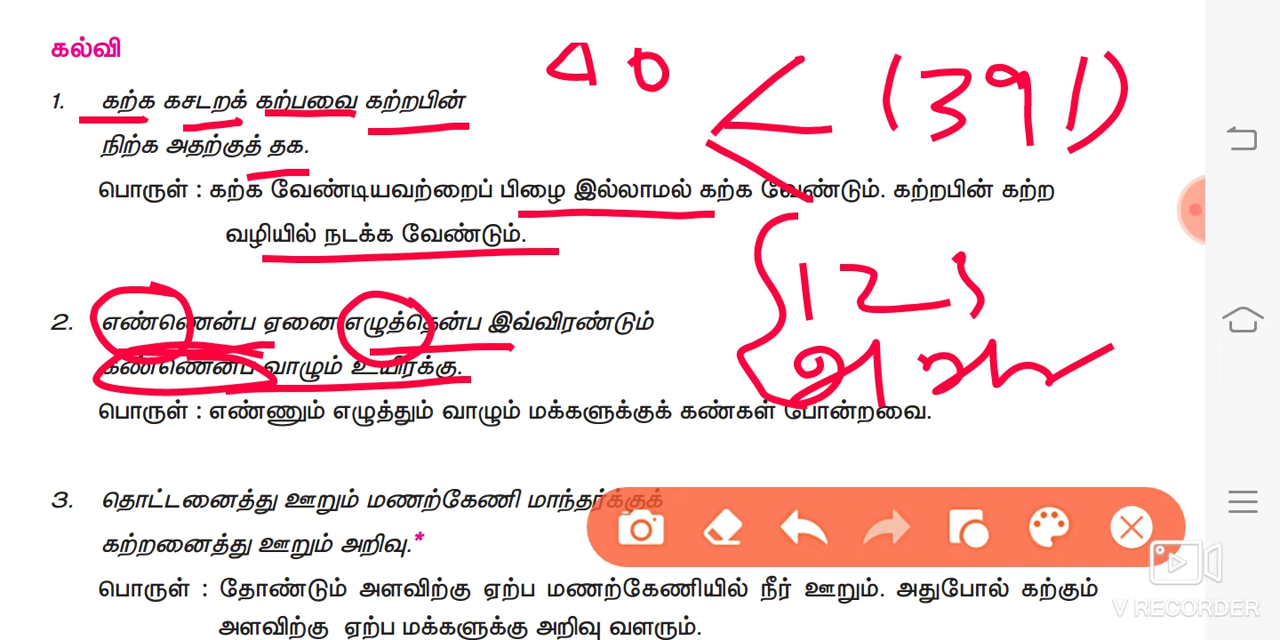 கல்வி
40
(391)
1. கற்க கசடறக் கற்பவை கற்றபின்
நிற்க அதற்குத் தக.
பொருள் : கற்க வேண்டியவற்றைப் பிழை இல்லாமல் கற்க வேண்டும். கற்றபின் கற்ற
வழியில் நடக்க வேண்டும்.
123
2. எண்ணென்ப ஏனை எழுத்தென்ப இவ்விரண்டும்
கண்ணென்ப வாழும் உயிர்க்கு.
பொருள் : எண்ணும் எழுத்தும் வாழும் மக்களுக்குக் கண்கள் போன்றவை.
3. தொட்டனைத்து ஊறும் மணற்கேணி மாந்தர்க்குக்
கற்றனைத்து ஊறும் அறிவு.*
பொருள் : தோண்டும் அளவிற்கு ஏற்ப மணற்கேணியில் நீர் ஊறும். அதுபோல் கற்கும்
அளவிற்கு ஏற்ப மக்களுக்கு அறிவு வளரும்.
V RECORDER